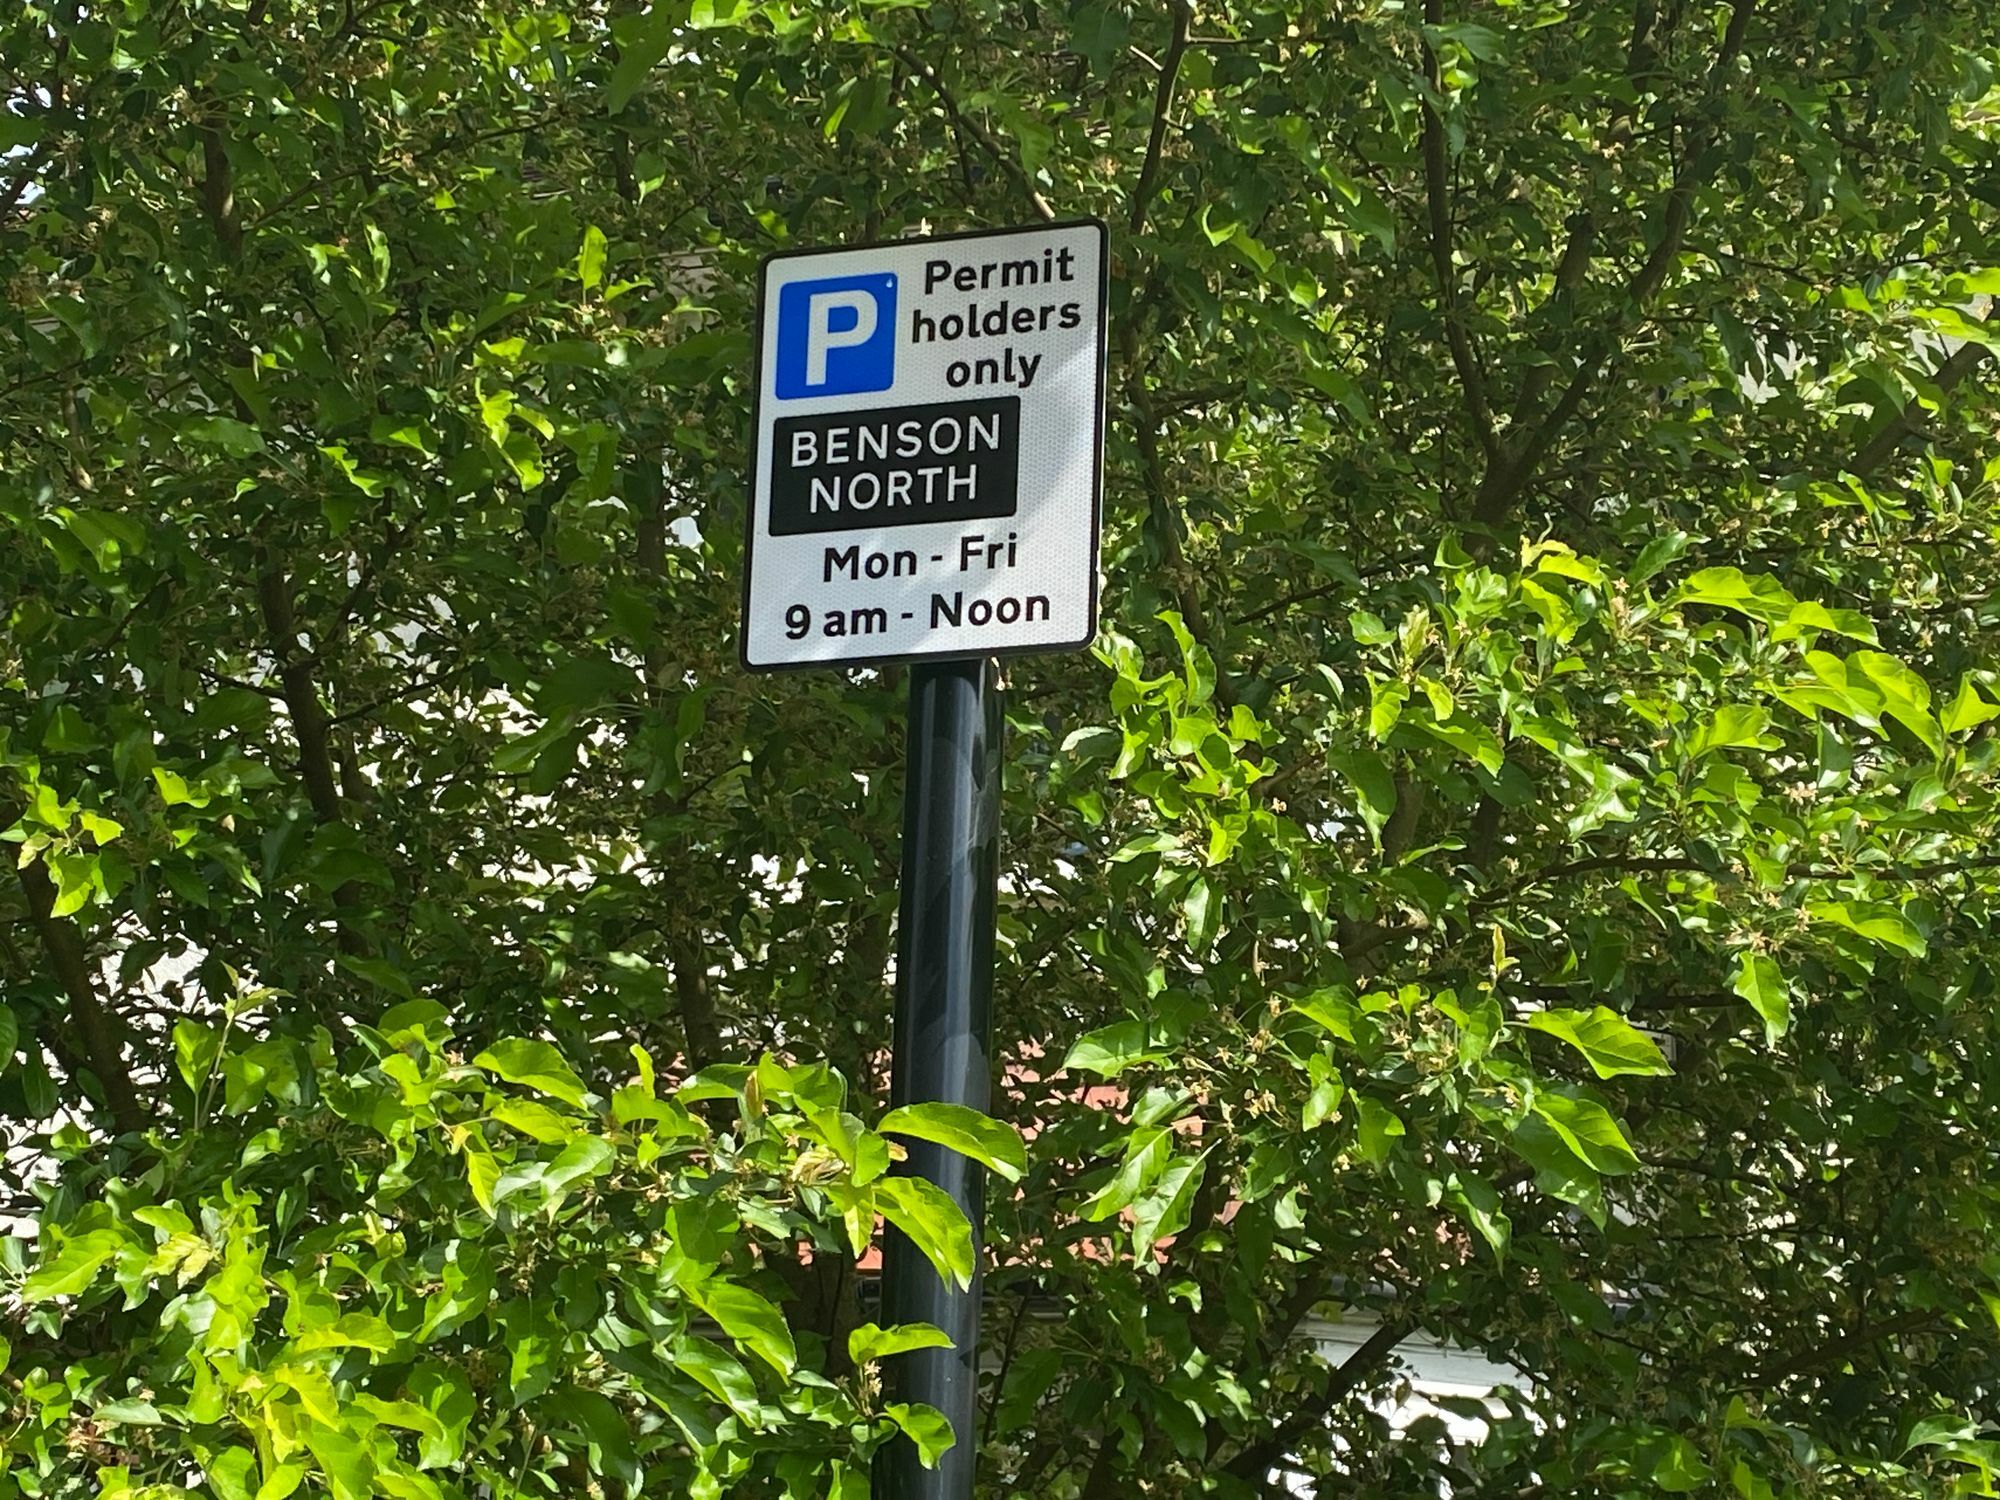 P
Permit
holders
only
BENSON
NORTH
Mon - Fri
9 am - Noon